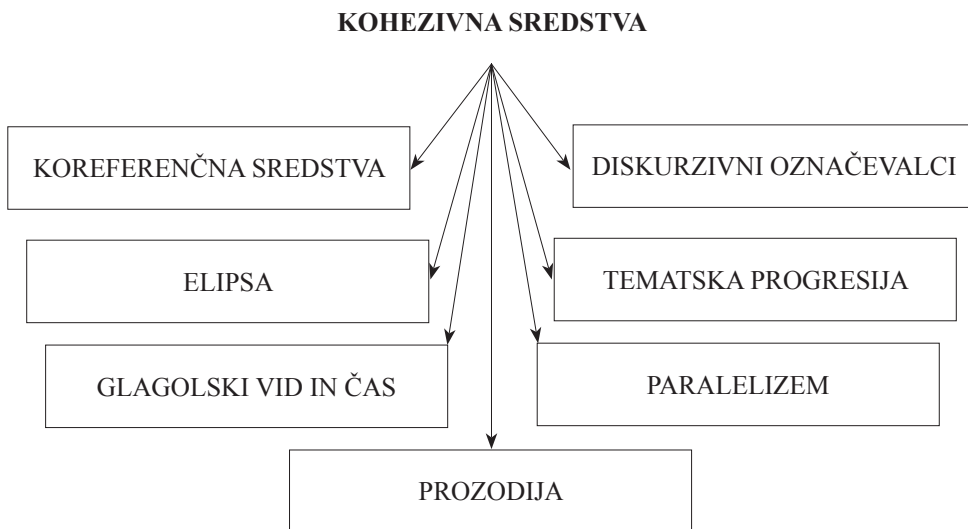 KOHEZIVNA SREDSTVA
KOREFERENČNA SREDSTVA
DISKURZIVNI OZNAČEVALCI
ELIPSA
TEMATSKA PROGRESIJA
GLAGOLSKI VID IN ČAS
PARALELIZEM
PROZODIJA